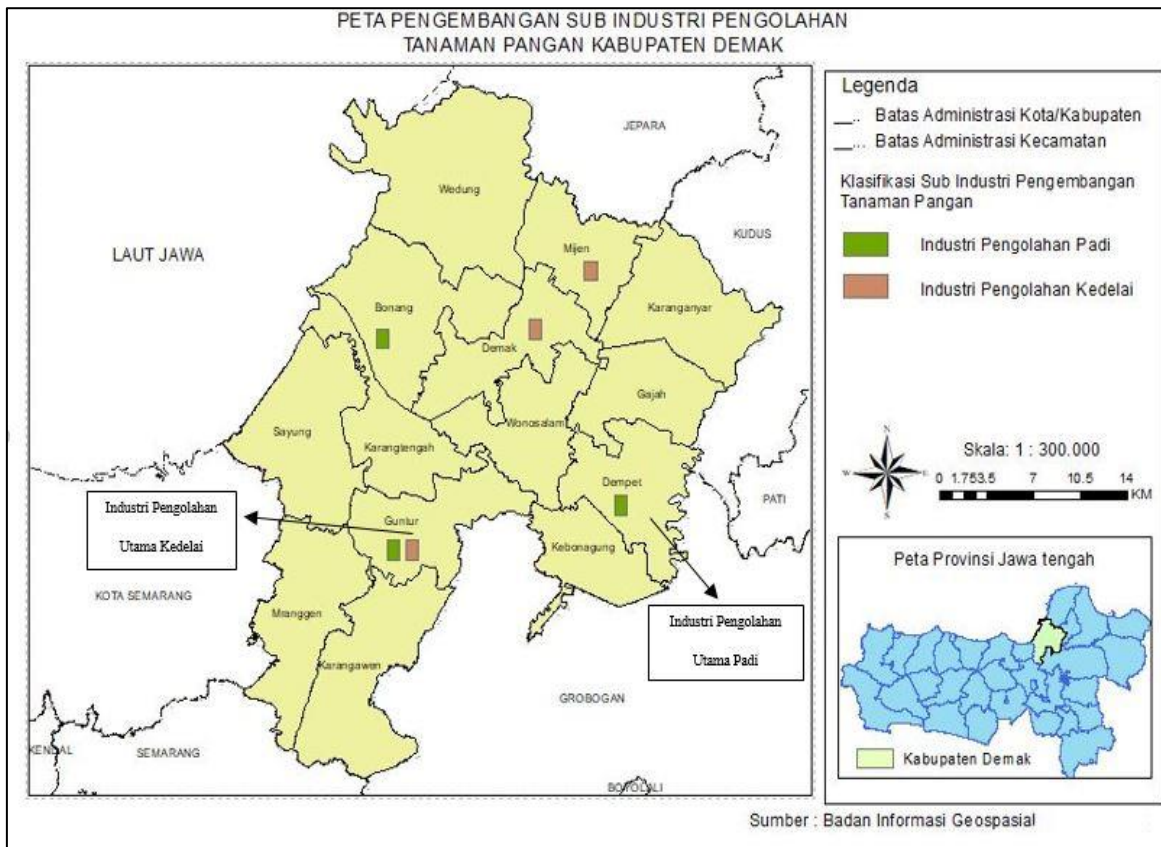 PETA PENGEMBANGAN SUB INDUSTRI PENGOLAHAN
TANAMAN PANGAN KABUPATEN DEMAK
JEPARA
Wedung
KUDUS
Mijen
LAUT JAWA
Karanganyar
Bonang
Demak
Gajah
Wonosalam
Sayung
Karangtengah
Dempet
PATI
Industri Pengolahan
Utama Kedelai
Guntur
Kebonagung
KOTA SEMARANG
Mranggen
Industri Pengolahan
Utama Padi
Karangawen
GROBOGAN
KENDAL
SEMARANG
BOYOLALI
Legenda
Batas Administrasi Kota/Kabupaten
Batas Administrasi Kecamatan
Klasifikasi Sub Industri Pengembangan
Tanaman Pangan
Industri Pengolahan Padi
Industri Pengolahan Kedelai
N
W
E
S
Skala: 1 : 300.000
0 1.753.5 7 10.5 14
KM
Peta Provinsi Jawa tengah
Kabupaten Demak
Sumber : Badan Informasi Geospasial